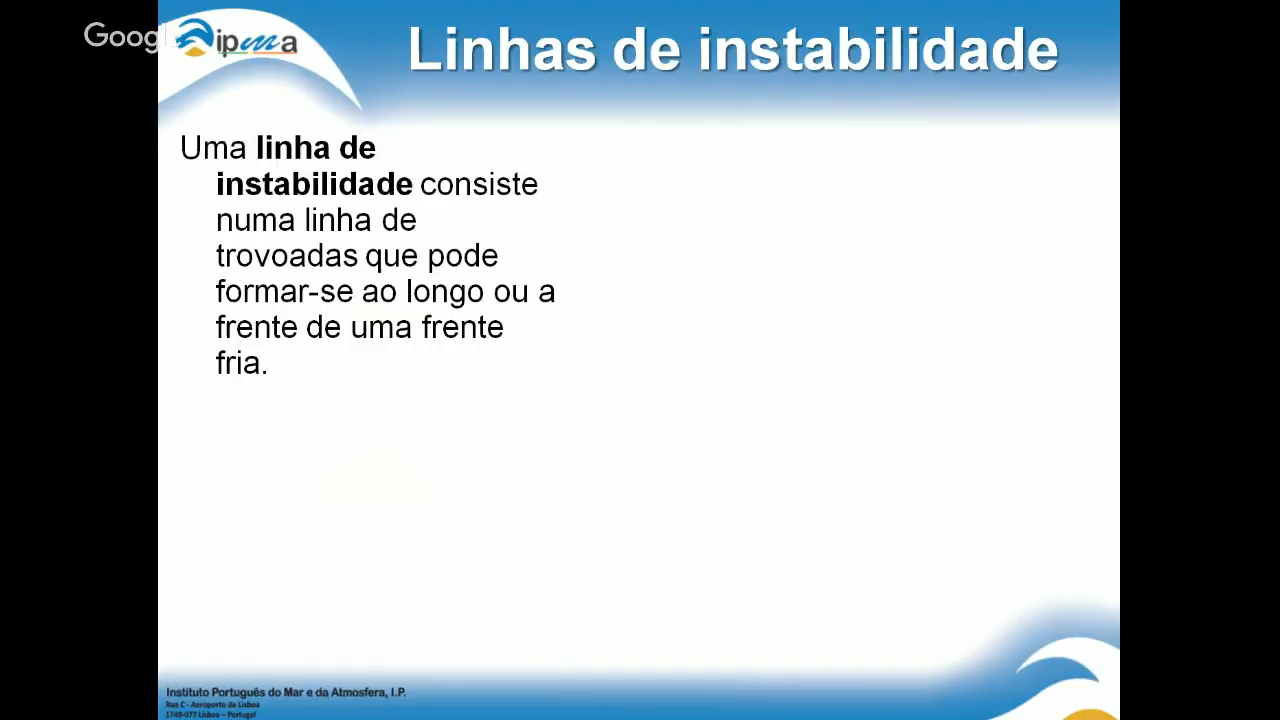 Google
ipma
Linhas de instabilidade
Uma linha de
instabilidade consiste
numa linha de
trovoadas que pode
formar-se ao longo ou a
frente de uma frente
fria.
Instituto Português do Mar e da Atmosfera, I.P.
Rua C - Aeroporto de Lisboa
1749-077 Lisboa – Portugal